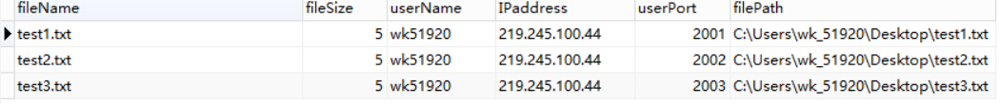 fileName fileSize userName IPaddress userPort filePath
test1.txt 5 wk51920 219.245.100.44 2001 C:\Users\wk_51920\Desktop\test1.txt
test2.txt 5 wk51920 219.245.100.44 2002 C:\Users\wk_51920\Desktop\test2.txt
test3.txt 5 wk51920 219.245.100.44 2003 C:\Users\wk_51920\Desktop\test3.txt